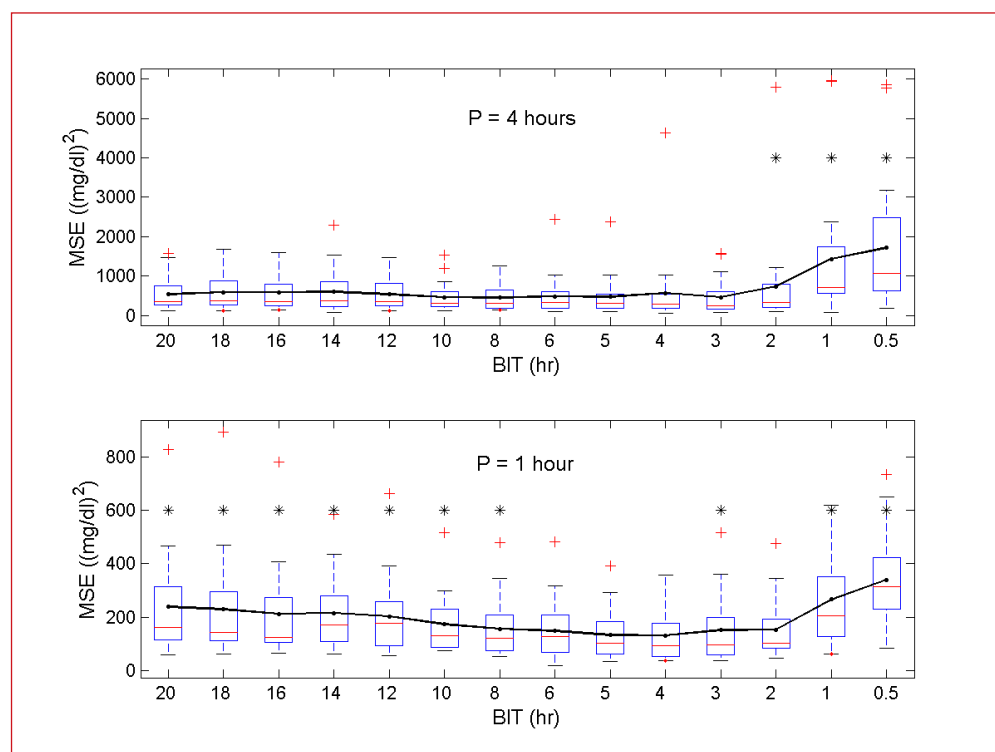 6000
5000
4000
3000
2000
1000
0
MSE ((mg/dl)²)
P = 4 hours
20 18 16 14 12 10 8 6 5 4 3 2 1 0.5
BIT (hr)
800
600
400
200
0
MSE ((mg/dl)²)
P = 1 hour
20 18 16 14 12 10 8 6 5 4 3 2 1 0.5
BIT (hr)